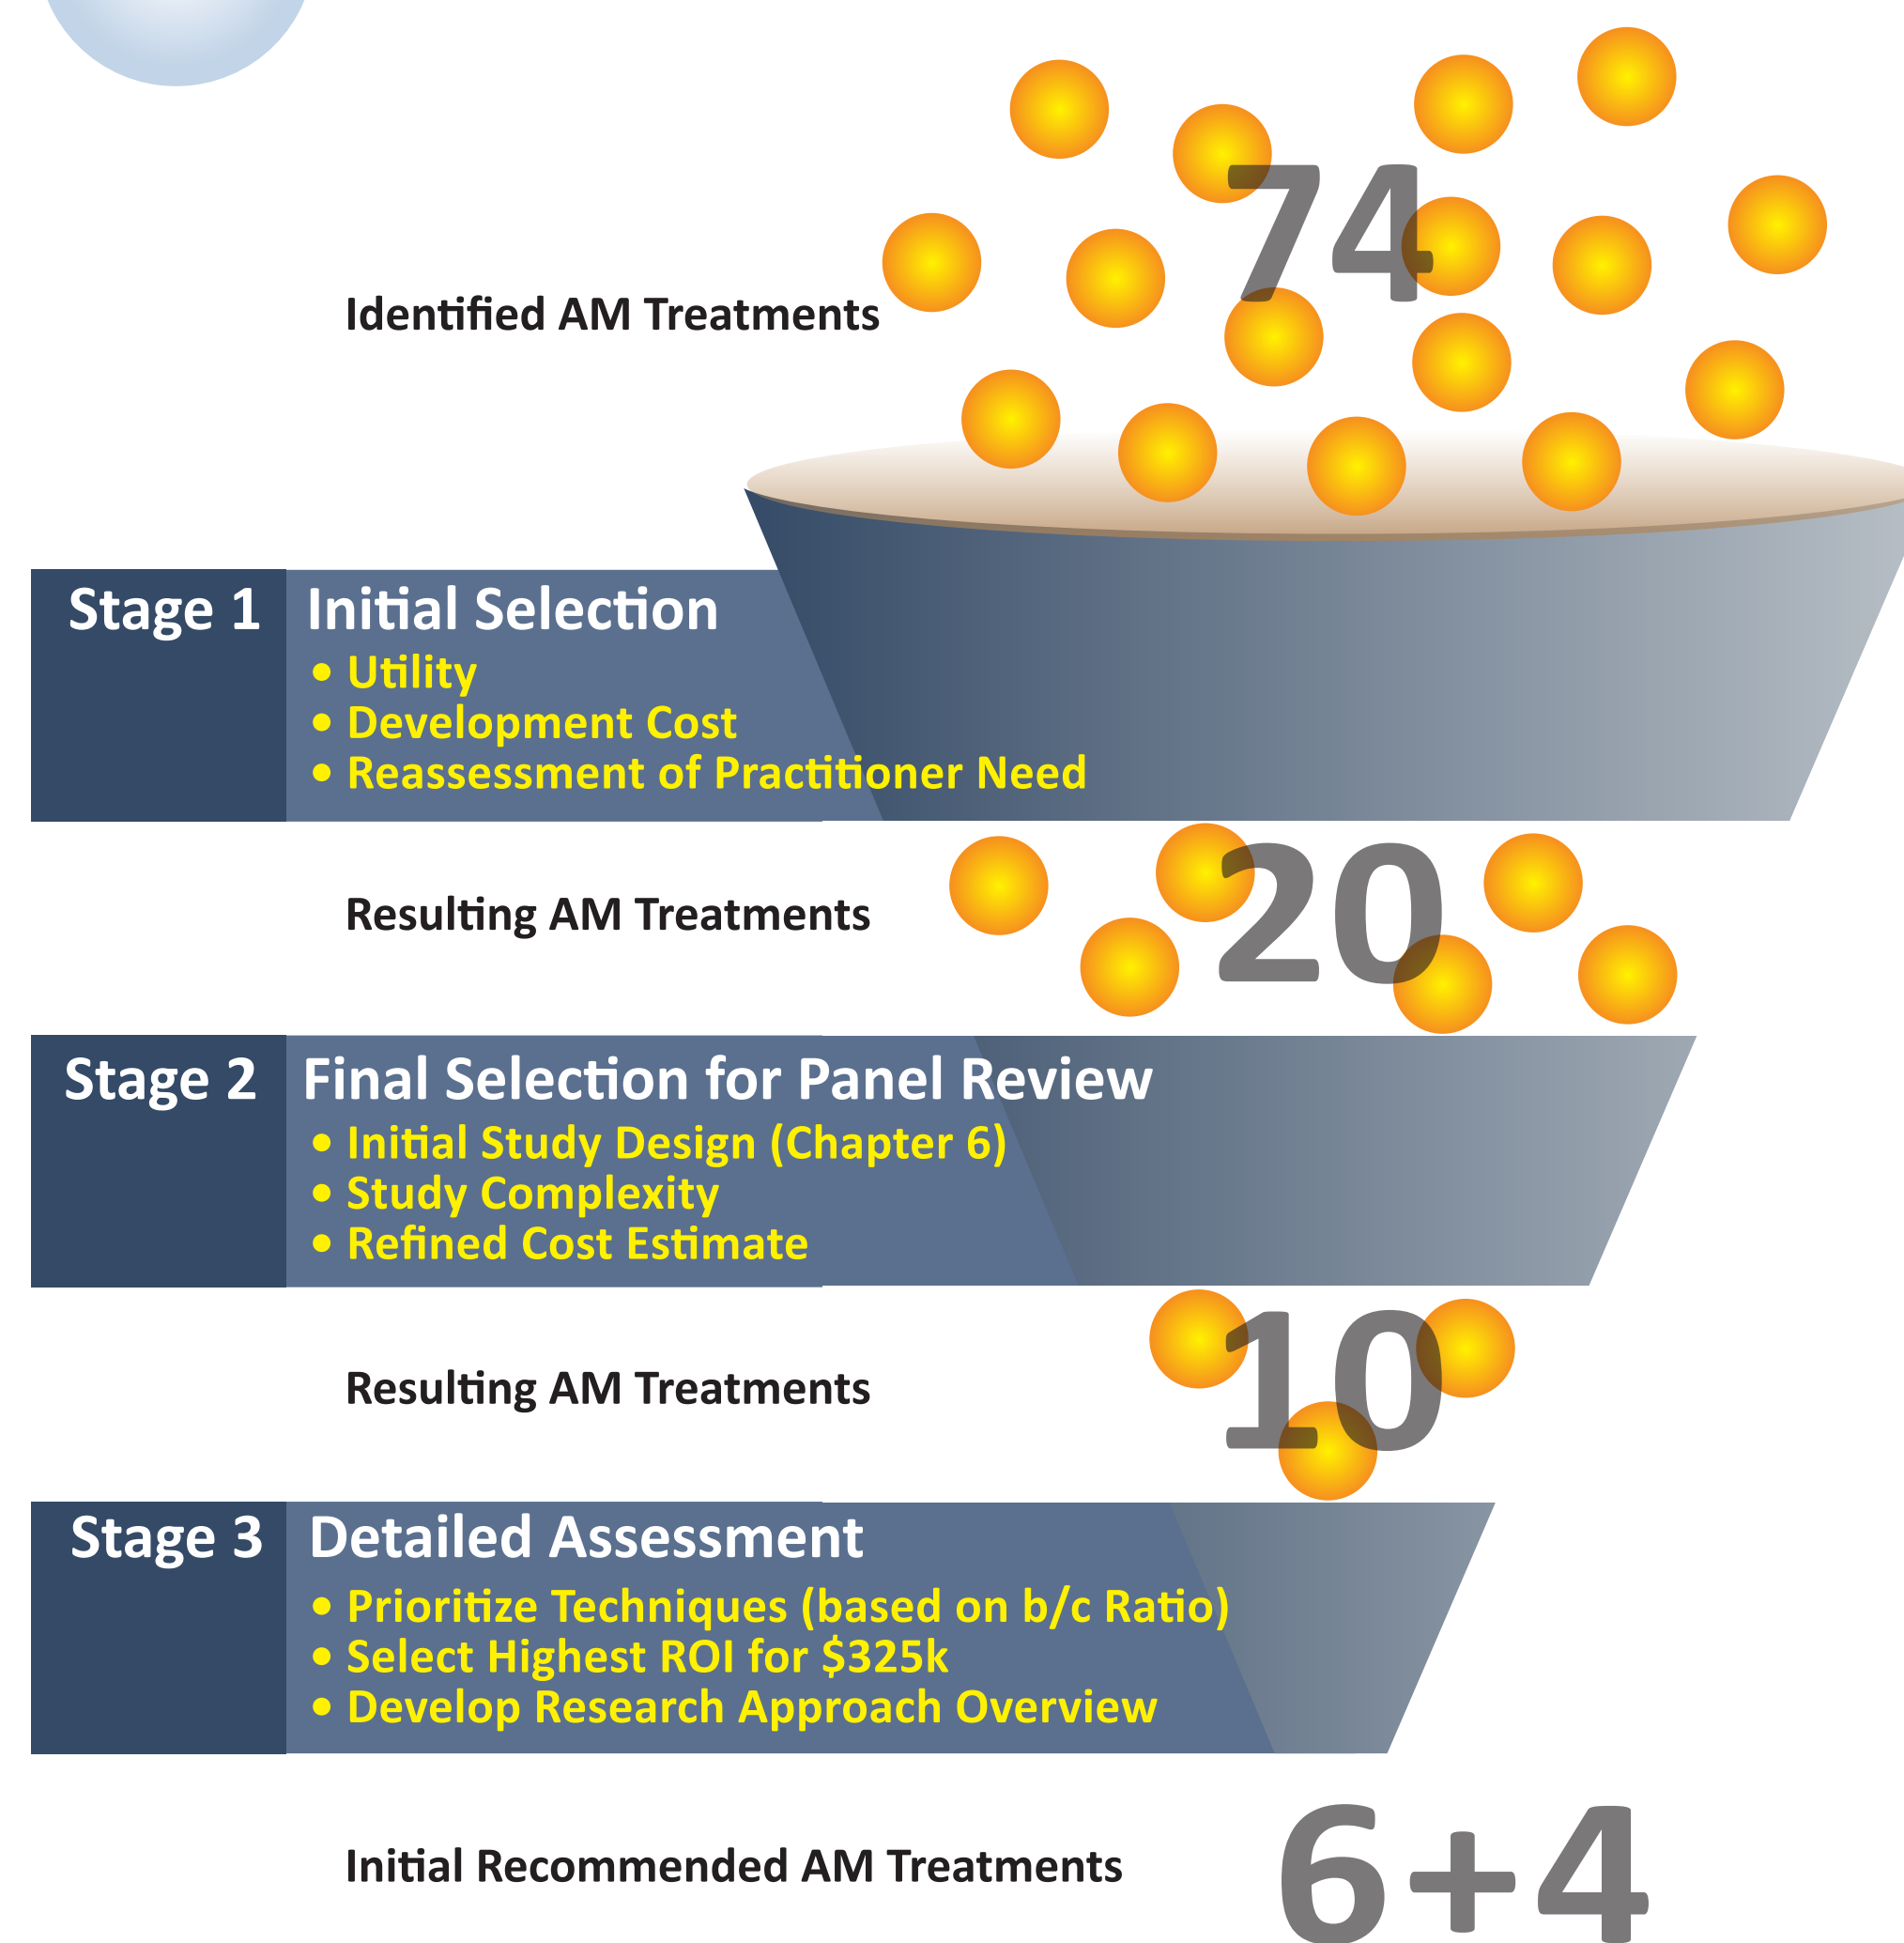 74
Identified AM Treatments
Stage 1 Initial Selection
• Utility
• Development Cost
• Reassessment of Practitioner Need
Resulting AM Treatments 20
Stage 2 Final Selection for Panel Review
• Initial Study Design (Chapter 6)
• Study Complexity
• Refined Cost Estimate
Resulting AM Treatments 10
Stage 3 Detailed Assessment
• Prioritize Techniques (based on b/c Ratio)
• Select Highest ROI for $325k
• Develop Research Approach Overview
Initial Recommended AM Treatments 6+4